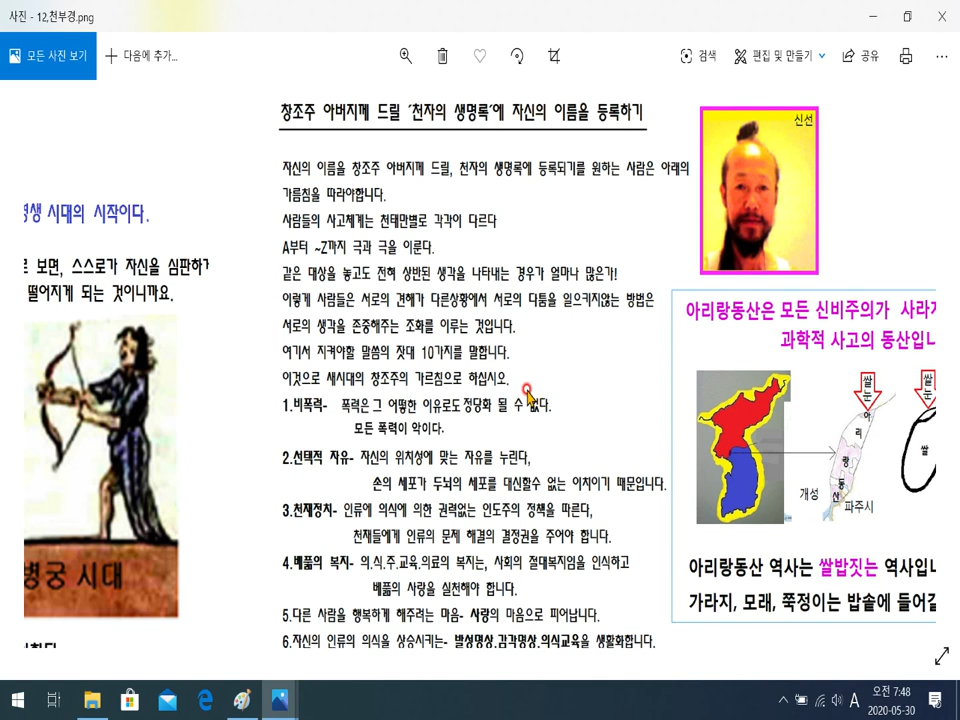 사진 - 12,천부경.png
모든 사진 보기
다음에 추가...
검색
편집 및 만들기
공유
창조주 아버지께 드릴 '천자의 생명록'에 자신의 이름을 등록하기
자신의 이름을 창조주 아버지께 드릴, 천자의 생명록에 등록되기를 원하는 사람은 아래의
가름침을 따라야합니다.
사람들의 사고체계는 천태만별로 각각이 다르다
A부터 ~Z까지 극과 극을 이룬다.
같은 대상을 놓고도 전혀 상반된 생각을 나타내는 경우가 얼마나 많은가!
이렇게 사람들은 서로의 견해가 다른상황에서 서로의 다툼을 일으키지않는 방법은
서로의 생각을 존중해주는 조화를 이루는 것입니다.
여기서 지켜야할 말씀의 잣대 10가지를 말합니다.
이것으로 새시대의 창조주의 가르침으로 하십시오.
1.비폭력- 폭력은 그 어떠한 이유로도 정당화 될 수 없다.
모든 폭력이 악이다.
2.선택적 자유- 자신의 위치성에 맞는 자유를 누린다,
손의 세포가 두뇌의 세포를 대신할수 없는 이치이기 때문입니다.
3.천재정치- 인류에 의식에 의한 권력없는 인도주의 정책을 따른다,
천재들에게 인류의 문제 해결의 결정권을 주어야 합니다.
4.베풂의 복지- 의.식.주.교육.의료의 복지는, 사회의 절대복지임을 인식하고
베풂의 사랑을 실천해야 합니다.
5.다른 사람을 행복하게 해주려는 마음- 사랑의 마음으로 피어납니다.
6.자신의 인류의 의식을 상승시키는- 발성명상,감각명상,의식교육을 생활화합니다.
생 시대의 시작이다.
로 보면, 스스로가 자신을 심판하
떨어지게 되는 것이니까요.
병궁 시대
신선
아리랑동산은 모든 신비주의가 사라
과학적 사고의 동산입니
쌀
눈
쌀
눈
아
리
랑
동
산
쌀
개성
파주시
아리랑동산 역사는 쌀밥짓는 역사입니
가라지, 모래, 쭉정이는 밥솥에 들어갈
A
오전 7:48
2020-05-30